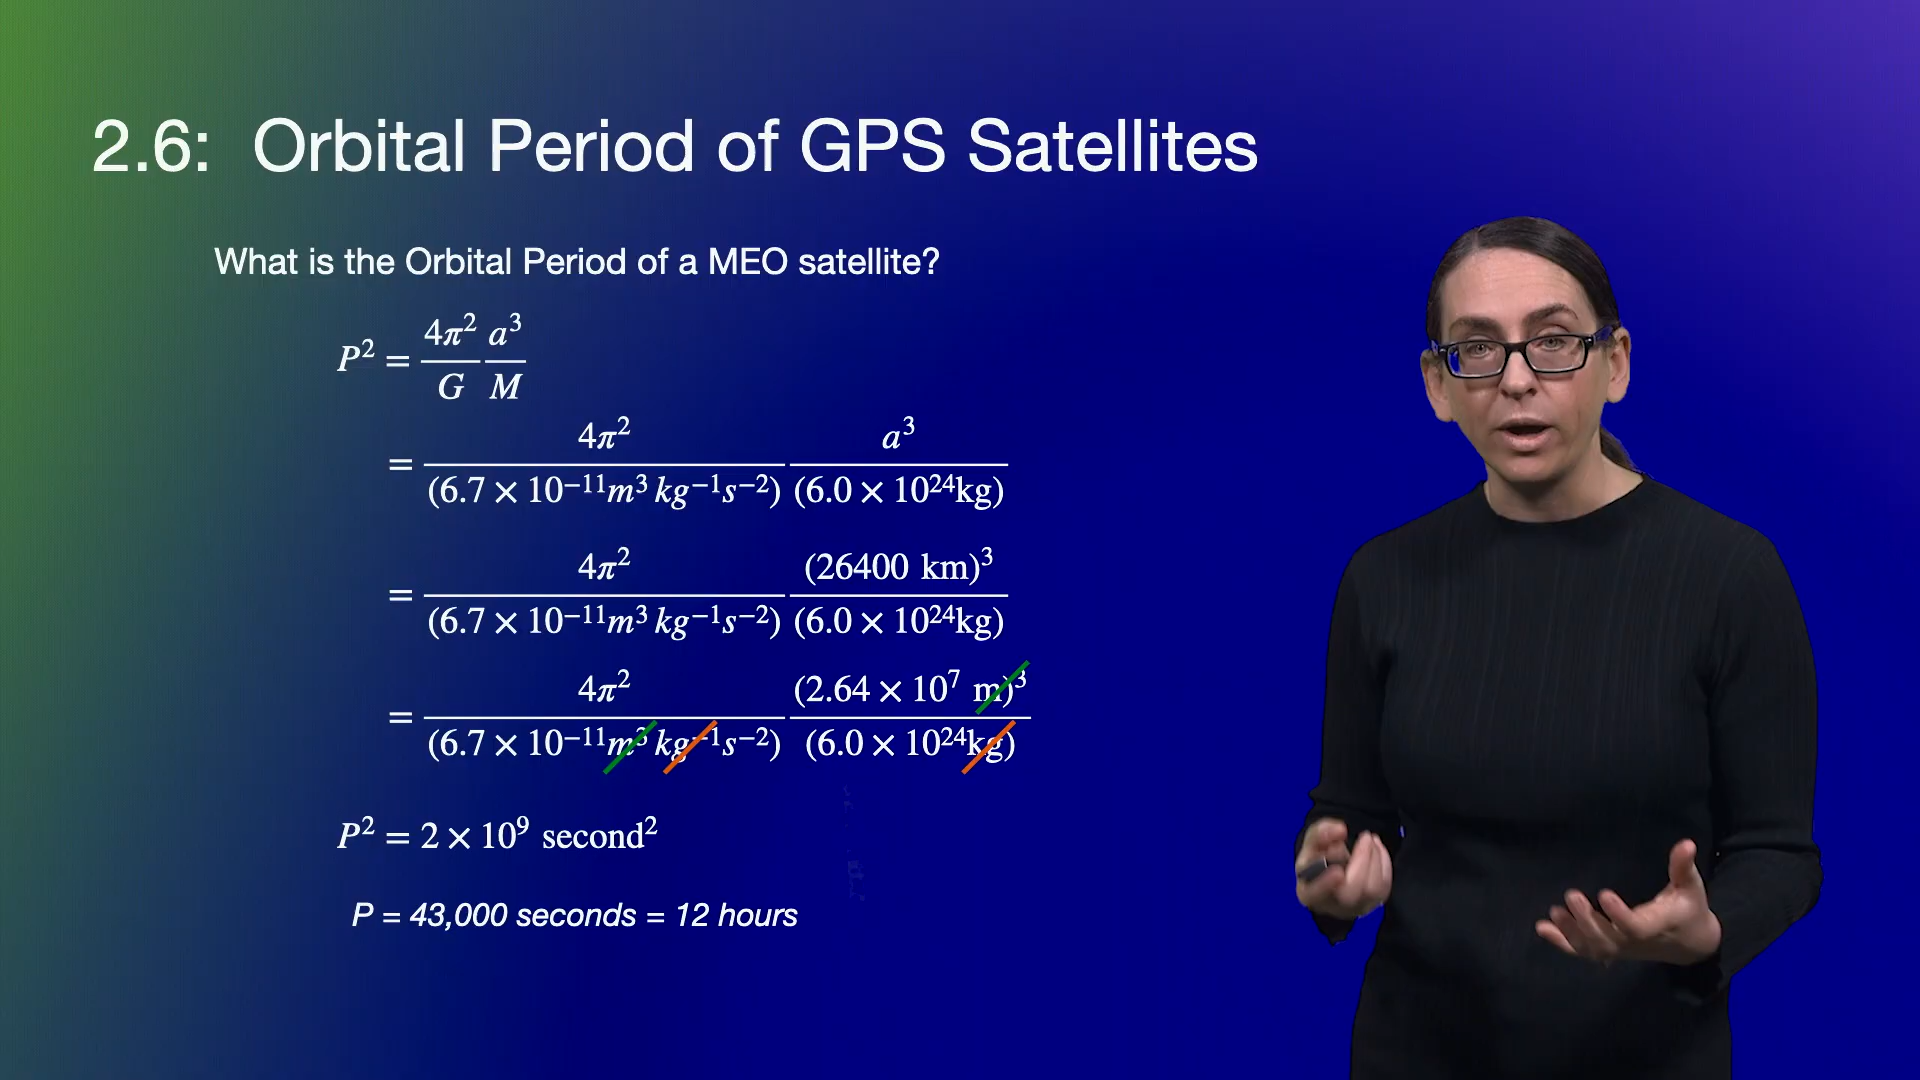 2.6: Orbital Period of GPS Satellites
What is the Orbital Period of a MEO satellite?
P² = 4π²/G a³/M
= 4π²/(6.7 × 10⁻¹¹m³ kg⁻¹s⁻²) a³/(6.0 × 10²⁴kg)
= 4π²/(6.7 × 10⁻¹¹m³ kg⁻¹s⁻²) (26400 km)³/(6.0 × 10²⁴kg)
= 4π²/(6.7 × 10⁻¹¹m³ kg⁻¹s⁻²) (2.64 × 10⁷ m)³/(6.0 × 10²⁴kg)
P² = 2 × 10⁹ second²
P = 43,000 seconds = 12 hours